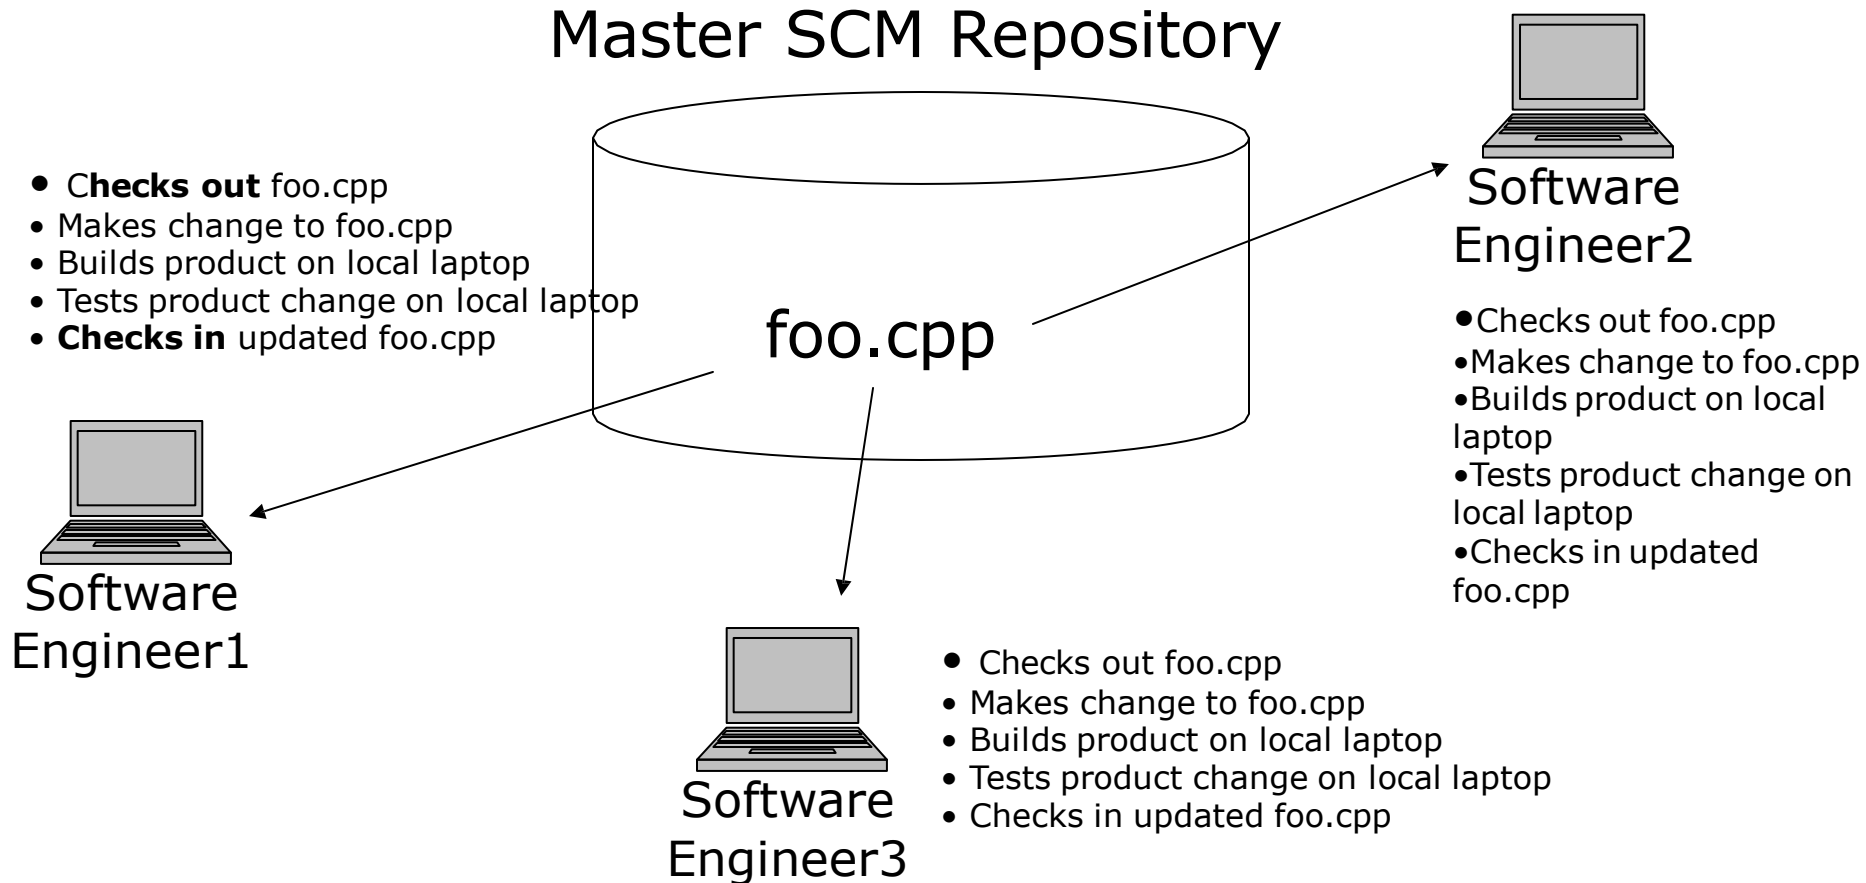 Master SCM Repository
• Checks out foo.cpp
• Makes change to foo.cpp
• Builds product on local laptop
• Tests product change on local laptop
• Checks in updated foo.cpp
Software
Engineer1
foo.cpp
Software
Engineer2
•Checks out foo.cpp
•Makes change to foo.cpp
•Builds product on local
laptop
•Tests product change on
local laptop
•Checks in updated
foo.cpp
Software
Engineer3
• Checks out foo.cpp
• Makes change to foo.cpp
• Builds product on local laptop
• Tests product change on local laptop
• Checks in updated foo.cpp